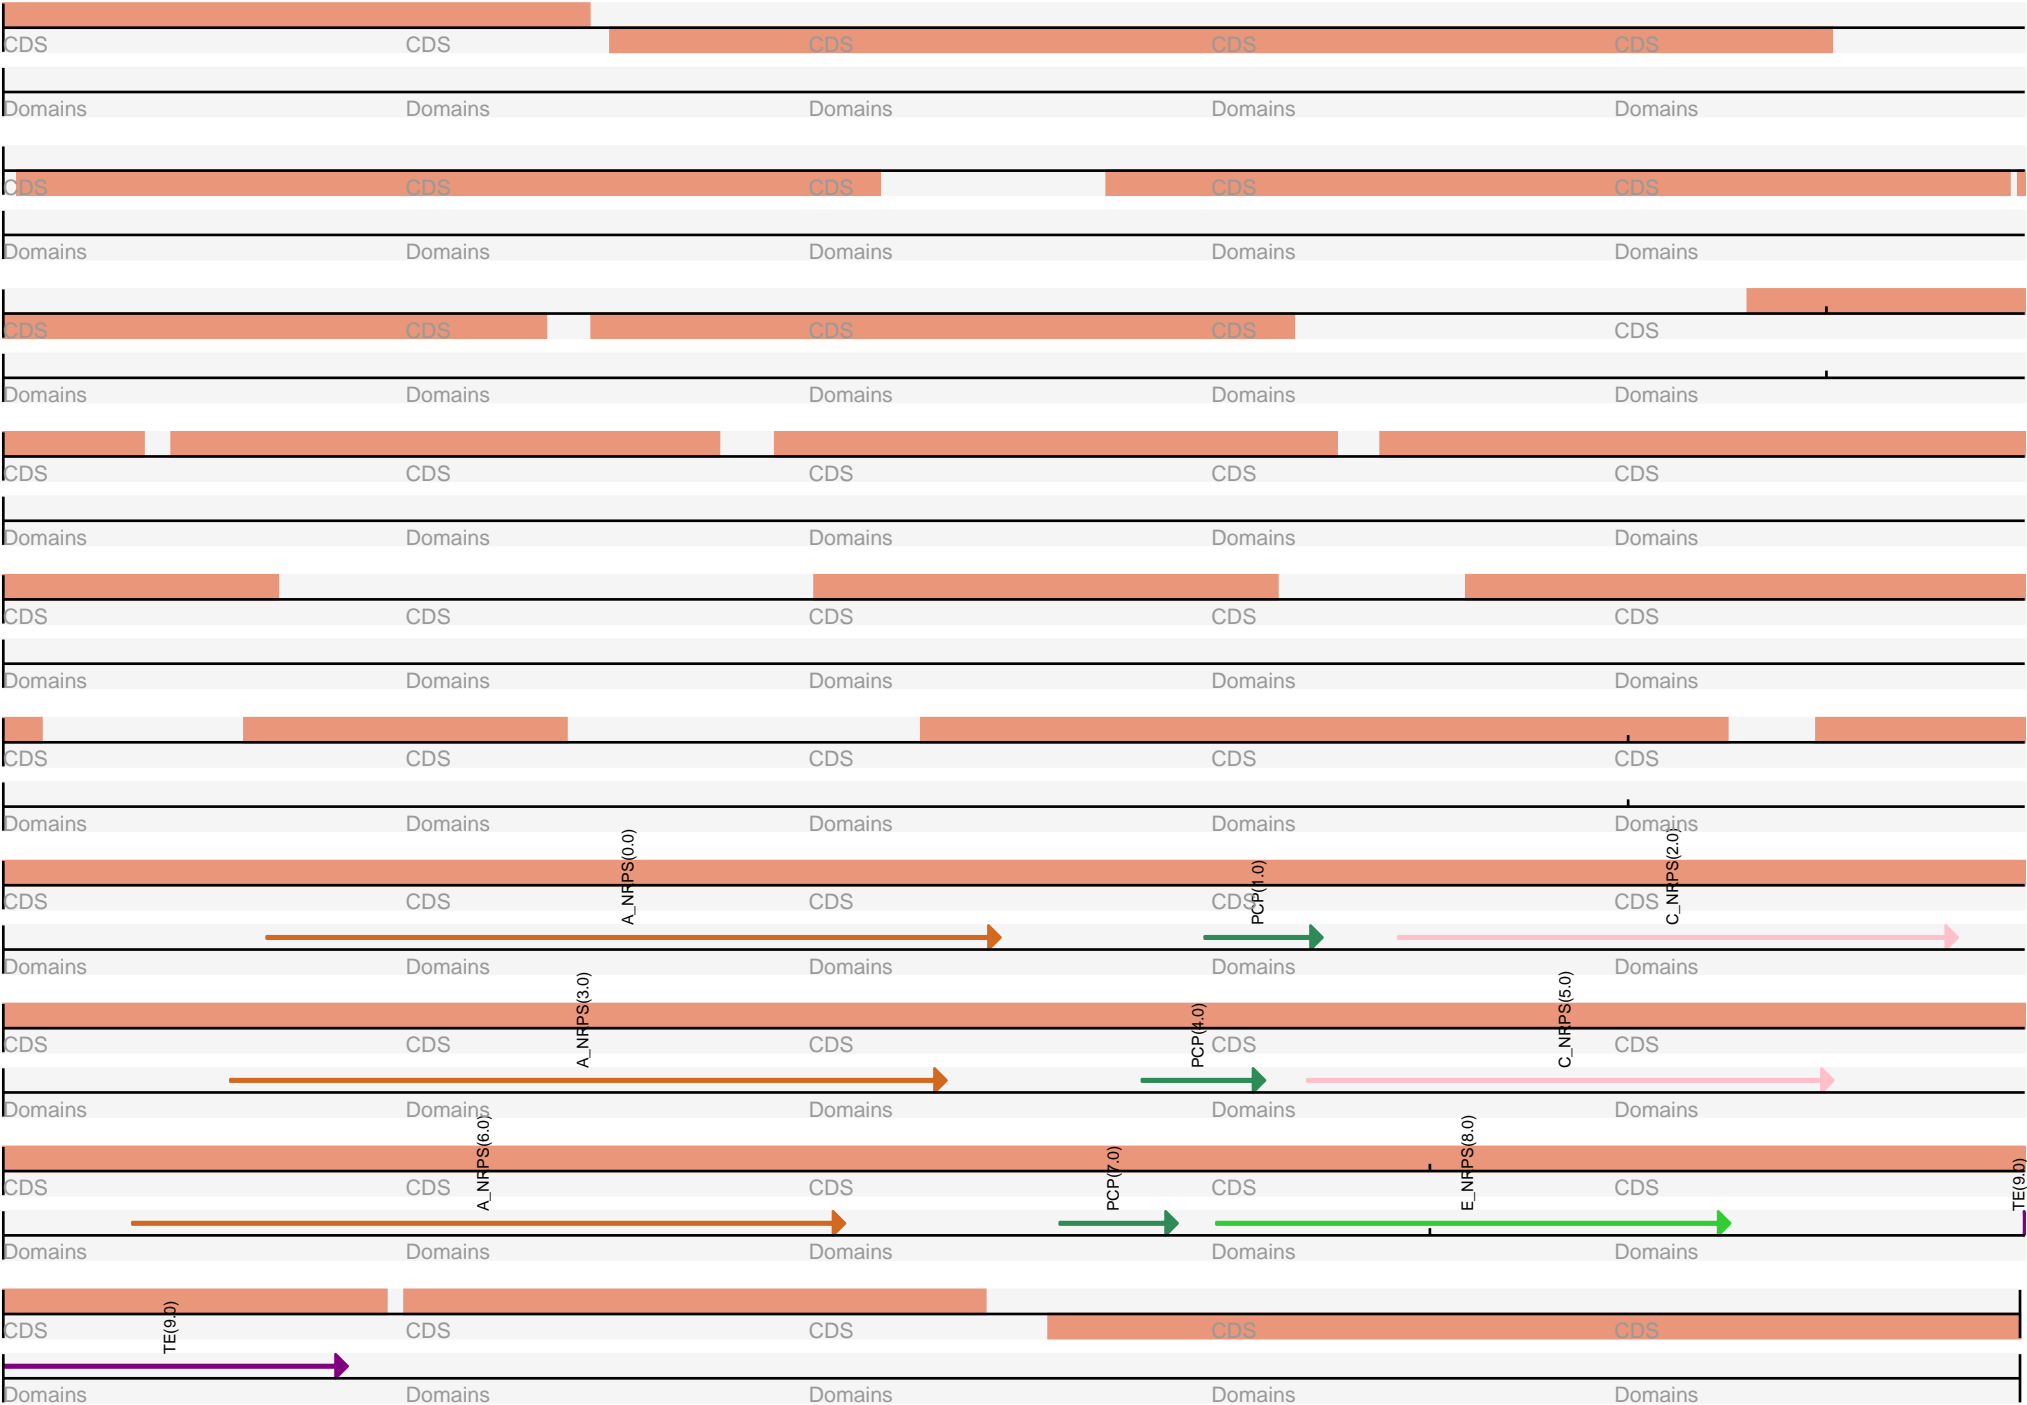 CDS CDS CDS CDS CDS
Domains Domains Domains Domains Domains
CDS CDS CDS CDS CDS
Domains Domains Domains Domains Domains
CDS CDS CDS CDS CDS
Domains Domains Domains Domains Domains
CDS CDS CDS CDS CDS
Domains Domains Domains Domains Domains
CDS CDS CDS CDS CDS
Domains Domains Domains Domains Domains
CDS CDS CDS CDS CDS
Domains Domains Domains Domains Domains
CDS CDS CDS CDS CDS
A_NRPS(0.0) PCP(1.0) C_NRPS(2.0)
Domains Domains Domains Domains Domains
CDS CDS CDS CDS CDS
A_NRPS(3.0) PCP(4.0) C_NRPS(5.0)
Domains Domains Domains Domains Domains
CDS CDS CDS CDS CDS
A_NRPS(6.0) PCP(7.0) E_NRPS(8.0) TE(9.0)
Domains Domains Domains Domains Domains
CDS CDS CDS CDS CDS
TE(9.0)
Domains Domains Domains Domains Domains